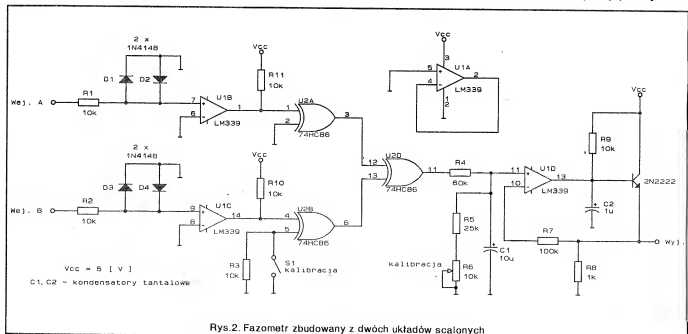 2 x
1N4148
D1
D2
Wej. A
R1
10k
Vcc
R11
10k
U1B
7
6
1
LM339
U2A
1
2
3
74HC86
Vcc
U1A
3
5
4
2
12
LM339
2 x
1N4148
D3
D4
Wej. B
R2
10k
Vcc
R10
10k
U1C
9
8
14
LM339
U2B
4
5
6
74HC86
R3
10k
S1
kalibracja
U2D
12
13
11
74HC86
R4
60k
R5
25k
kalibracja
R6
10k
C1
10u
U1D
11
10
13
LM339
Vcc
R9
10k
2N2222
C2
1u
R7
100k
R8
1k
Wyj.
Vcc = 5 [ V ]
C1, C2 - kondensatory tantalowe
Rys.2. Fazometr zbudowany z dwóch układów scalonych